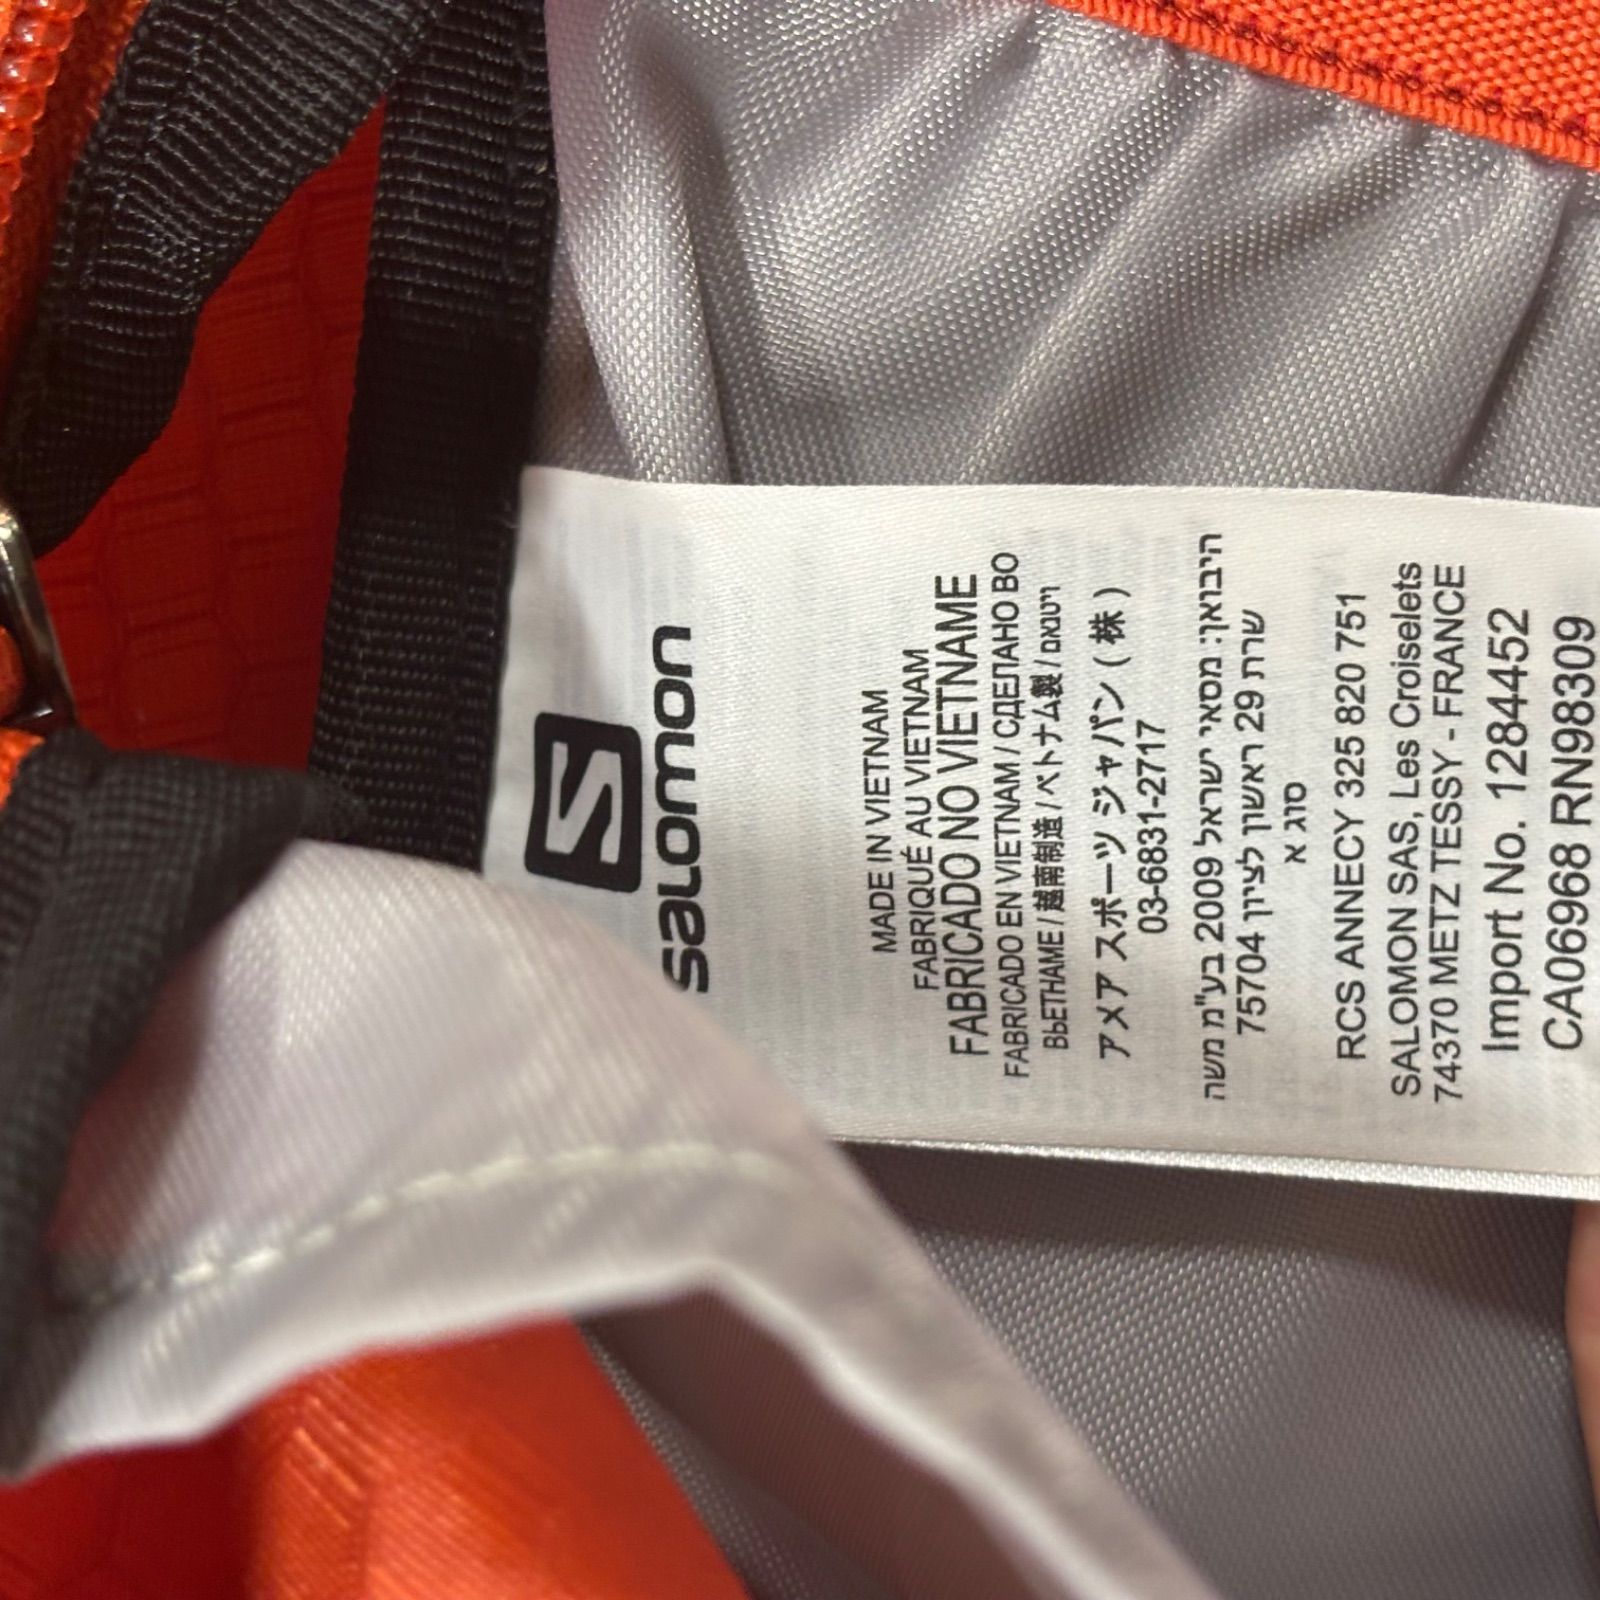 S
salomon
MADE IN VIETNAM
FABRIQUÉ AU VIETNAM
FABRICADO NO VIETNAME
FABRICADO EN VIETNAM / СДЕЛАНО ВО
ВЬЕТНАМЕ / 越南制造 / ベトナム製 / וייטנאם
アメア スポーツ ジャパン ( 株 )
03-6831-2717
היבואן: מסאי ישראל 2009 בע"מ משה
שרת 29 ראשון לציון 75704
סוג א
RCS ANNECY 325 820 751
SALOMON SAS, Les Croiselets
74370 METZ TESSY - FRANCE
Import No. 1284452
CA06968 RN98309